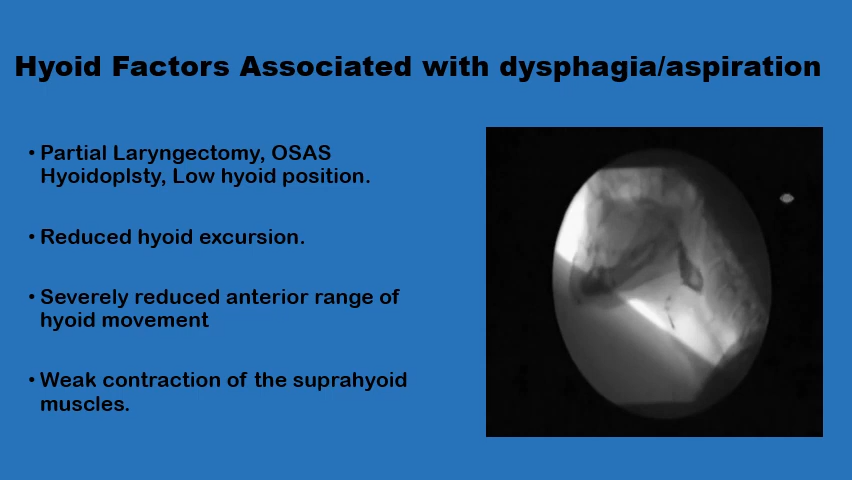 Hyoid Factors Associated with dysphagia/aspiration
• Partial Laryngectomy, OSAS
Hyoidoplsty, Low hyoid position.
• Reduced hyoid excursion.
• Severely reduced anterior range of
hyoid movement
• Weak contraction of the suprahyoid
muscles.